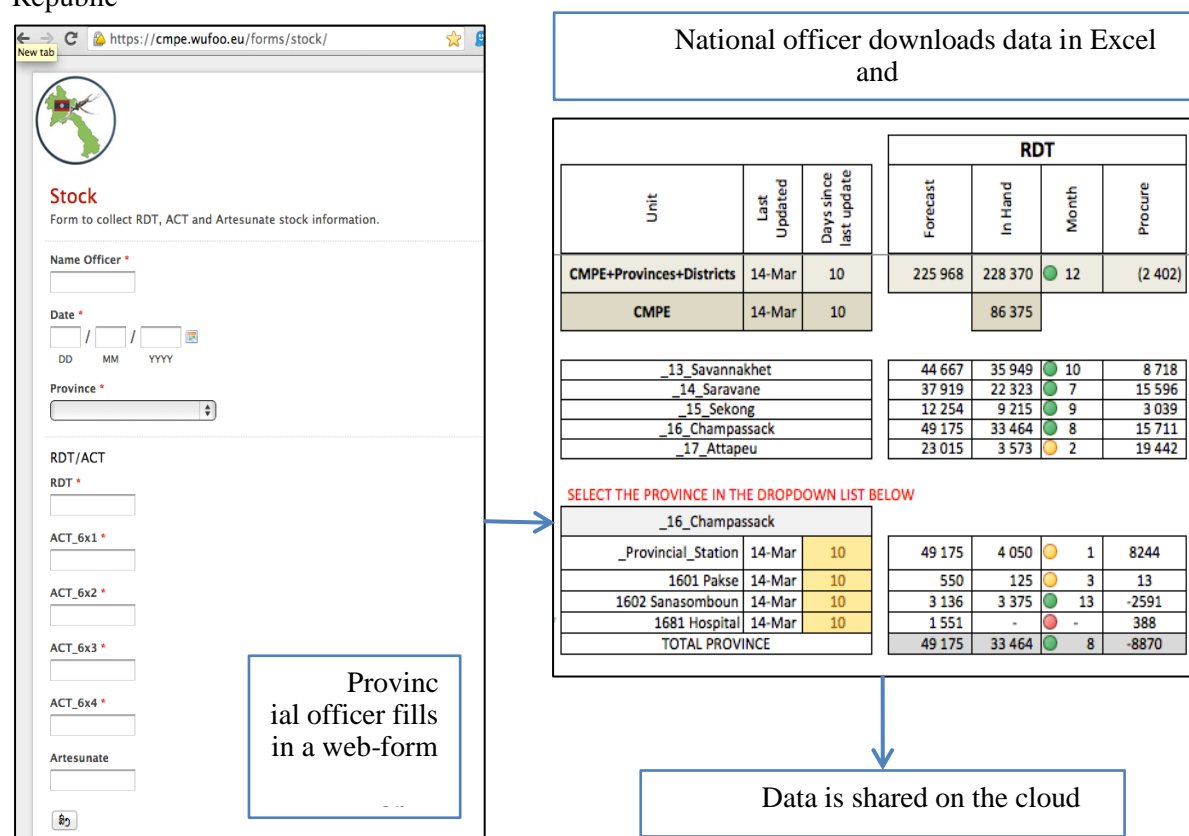 New tab
https://cmpe.wufoo.eu/forms/stock/
Stock
Form to collect RDT, ACT and Artesunate stock information.
Name Officer *
Date *
/ /
DD MM YYYY
Province *
RDT/ACT
RDT *
ACT_6x1 *
ACT_6x2 *
ACT_6x3 *
ACT_6x4 *
Artesunate
Provinc
ial officer fills
in a web-form
National officer downloads data in Excel
and
RDT
Unit Last Updated Days since last update Forecast In Hand Month Procure
CMPE+Provinces+Districts 14-Mar 10 225 968 228 370 12 (2 402)
CMPE 14-Mar 10 86 375
_13_Savannakhet 44 667 35 949 10 8 718
_14_Saravane 37 919 22 323 7 15 596
_15_Sekong 12 254 9 215 9 3 039
_16_Champassack 49 175 33 464 8 15 711
_17_Attapeu 23 015 3 573 2 19 442
SELECT THE PROVINCE IN THE DROPDOWN LIST BELOW
_16_Champassack
_Provincial_Station 14-Mar 10 49 175 4 050 1 8244
1601 Pakse 14-Mar 10 550 125 3 13
1602 Sanasomboun 14-Mar 10 3 136 3 375 13 -2591
1681 Hospital 14-Mar 10 1 551 - - 388
TOTAL PROVINCE 49 175 33 464 8 -8870
Data is shared on the cloud